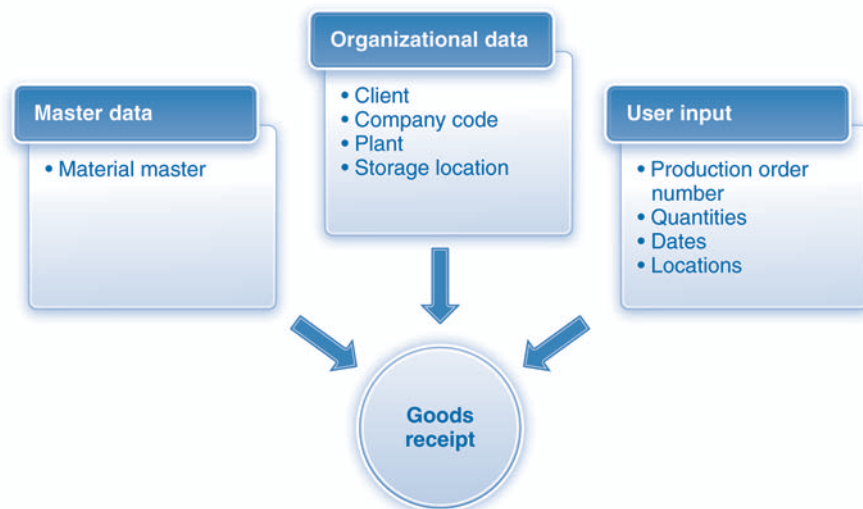 Organizational data
• Client
• Company code
• Plant
• Storage location
Master data
• Material master
User input
• Production order
number
• Quantities
• Dates
• Locations
Goods
receipt